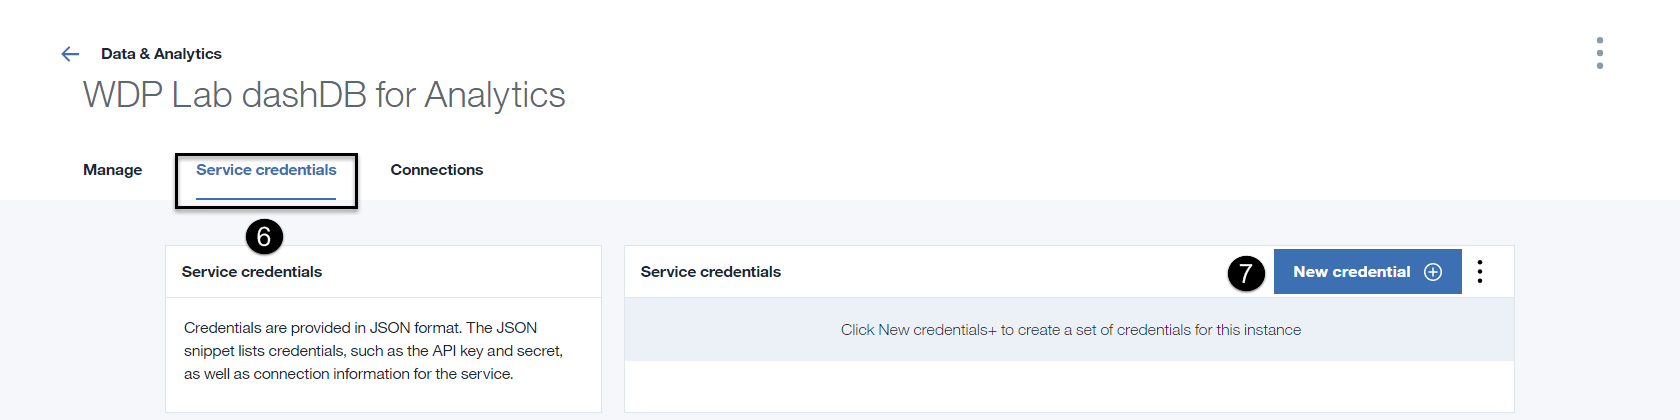 Data & Analytics
WDP Lab dashDB for Analytics
Manage
Service credentials
Connections
6
Service credentials
Credentials are provided in JSON format. The JSON
snippet lists credentials, such as the API key and secret,
as well as connection information for the service.
Service credentials
7
New credential
Click New credentials+ to create a set of credentials for this instance